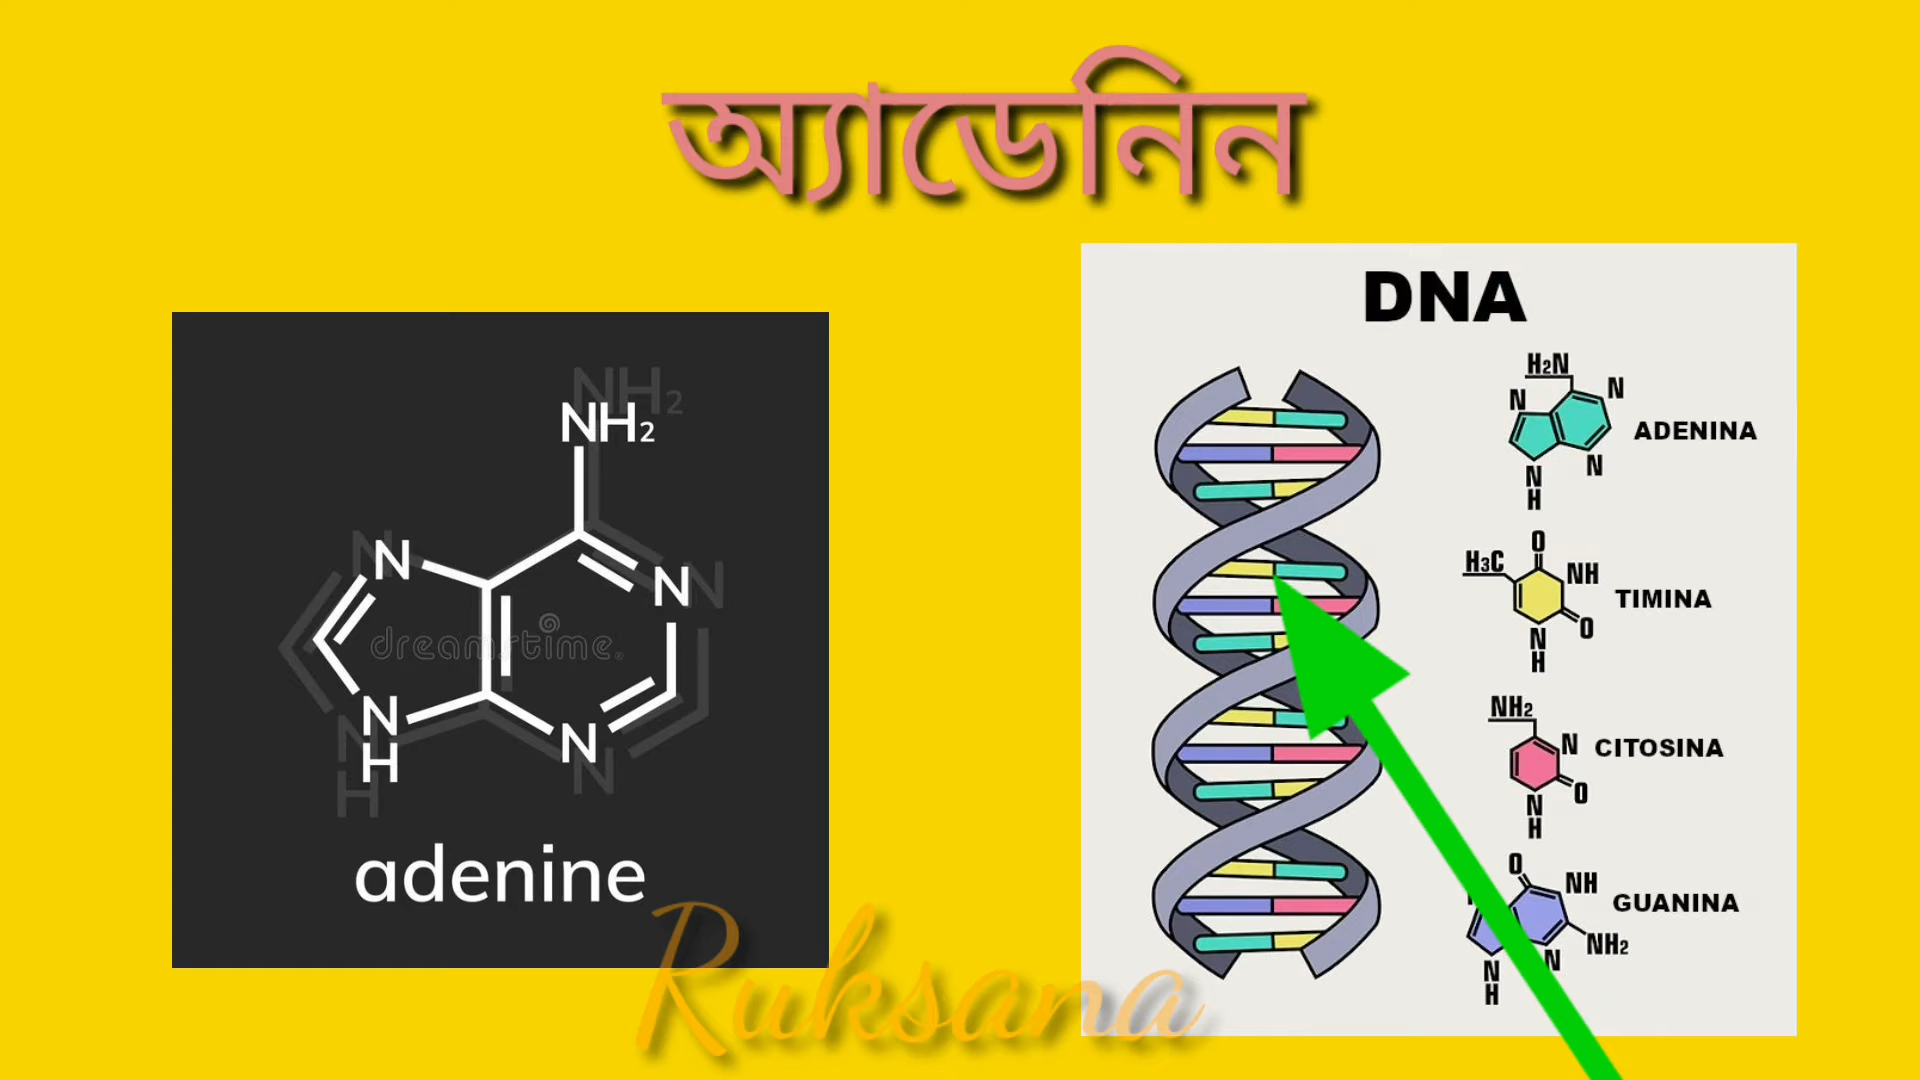 অ্যাডেনিন
NH2
N
N
N
H
N
dreamstime.
adenine
DNA
H2N
N
N
ADENINA
N
N
H
O
H3C
NH
TIMINA
O
N
H
NH2
N
CITOSINA
O
N
H
O
NH
GUANINA
NH2
N
N
H
Ruksana